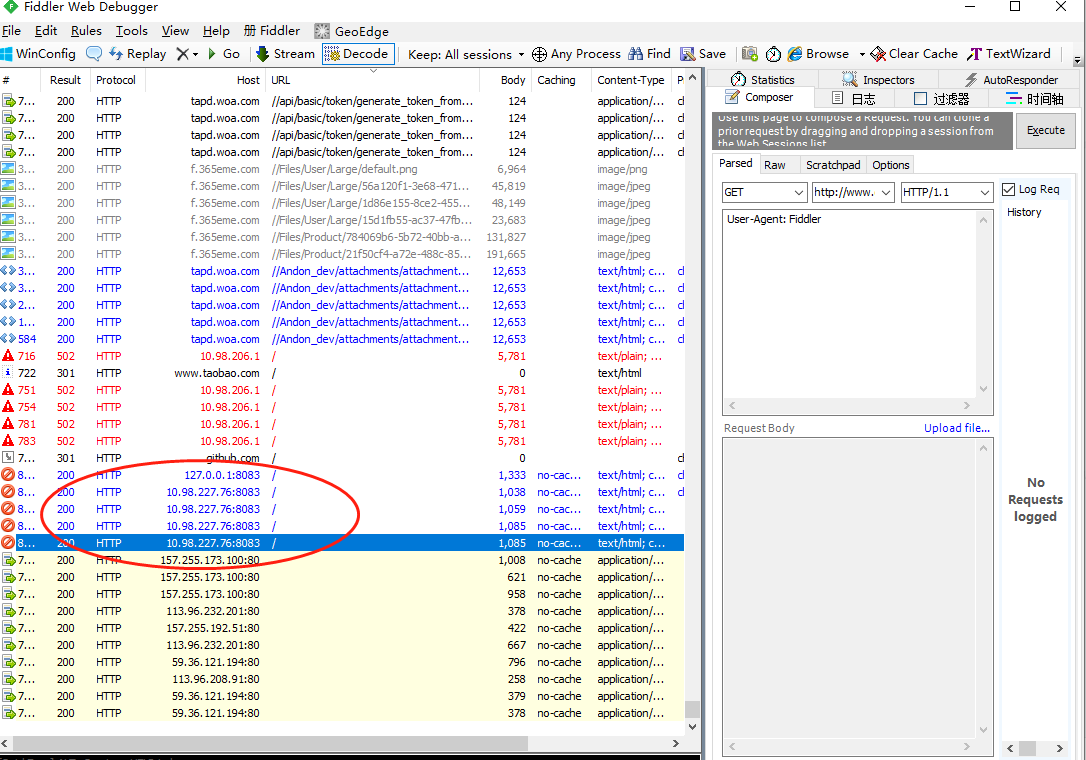 Fiddler Web Debugger
File Edit Rules Tools View Help 册 Fiddler GeoEdge
WinConfig Replay Go Stream Decode Keep: All sessions Any Process Find Save Browse Clear Cache TextWizard
# Result Protocol Host URL Body Caching Content-Type P
7... 200 HTTP tapd.woa.com //api/basic/token/generate_token_from... 124 application/... cl
7... 200 HTTP tapd.woa.com //api/basic/token/generate_token_from... 124 application/... cl
7... 200 HTTP tapd.woa.com //api/basic/token/generate_token_from... 124 application/... cl
7... 200 HTTP tapd.woa.com //api/basic/token/generate_token_from... 124 application/... cl
3... 200 HTTP f.365eme.com //Files/User/Large/default.png 6,964 image/png
3... 200 HTTP f.365eme.com //Files/User/Large/56a120f1-3e68-471... 45,819 image/jpeg
3... 200 HTTP f.365eme.com //Files/User/Large/1d86e155-8ce2-455... 48,149 image/jpeg
3... 200 HTTP f.365eme.com //Files/User/Large/15d1fb55-ac37-47fb... 23,683 image/jpeg
3... 200 HTTP f.365eme.com //Files/Product/784069b6-5b72-40bb-a... 131,827 image/jpeg
3... 200 HTTP f.365eme.com //Files/Product/21f50cf4-a72e-488c-85... 191,665 image/jpeg
3... 200 HTTP tapd.woa.com //Andon_dev/attachments/attachment... 12,653 text/html; c... cl
3... 200 HTTP tapd.woa.com //Andon_dev/attachments/attachment... 12,653 text/html; c... cl
2... 200 HTTP tapd.woa.com //Andon_dev/attachments/attachment... 12,653 text/html; c... cl
1... 200 HTTP tapd.woa.com //Andon_dev/attachments/attachment... 12,653 text/html; c... cl
584 200 HTTP tapd.woa.com //Andon_dev/attachments/attachment... 12,653 text/html; c... cl
716 502 HTTP 10.98.206.1 / 5,781 text/plain; ...
722 301 HTTP www.taobao.com / 0 text/html
751 502 HTTP 10.98.206.1 / 5,781 text/plain; ...
754 502 HTTP 10.98.206.1 / 5,781 text/plain; ...
781 502 HTTP 10.98.206.1 / 5,781 text/plain; ...
783 502 HTTP 10.98.206.1 / 5,781 text/plain; ...
7... 301 HTTP github.com / 0 cl
8... 200 HTTP 127.0.0.1:8083 / 1,333 no-cac... text/html; c... cl
8... 200 HTTP 10.98.227.76:8083 / 1,038 no-cac... text/html; c... cl
8... 200 HTTP 10.98.227.76:8083 / 1,059 no-cac... text/html; c...
8... 200 HTTP 10.98.227.76:8083 / 1,085 no-cac... text/html; c...
8... 200 HTTP 10.98.227.76:8083 / 1,085 no-cac... text/html; c...
7... 200 HTTP 157.255.173.100:80 1,008 no-cache application/...
7... 200 HTTP 157.255.173.100:80 621 no-cache application/...
7... 200 HTTP 157.255.173.100:80 958 no-cache application/...
7... 200 HTTP 113.96.232.201:80 378 no-cache application/...
7... 200 HTTP 157.255.192.51:80 422 no-cache application/...
7... 200 HTTP 113.96.232.201:80 667 no-cache application/...
7... 200 HTTP 59.36.121.194:80 796 no-cache application/...
7... 200 HTTP 113.96.208.91:80 258 no-cache application/...
7... 200 HTTP 59.36.121.194:80 379 no-cache application/...
7... 200 HTTP 59.36.121.194:80 378 no-cache application/...
Statistics Inspectors AutoResponder
Composer 日志 过滤器 时间轴
Use this page to compose a Request. You can clone a
prior request by dragging and dropping a session from
the Web Sessions list.
Execute
Parsed Raw Scratchpad Options
GET http://www. HTTP/1.1 Log Req
User-Agent: Fiddler
History
Request Body Upload file...
No
Requests
logged